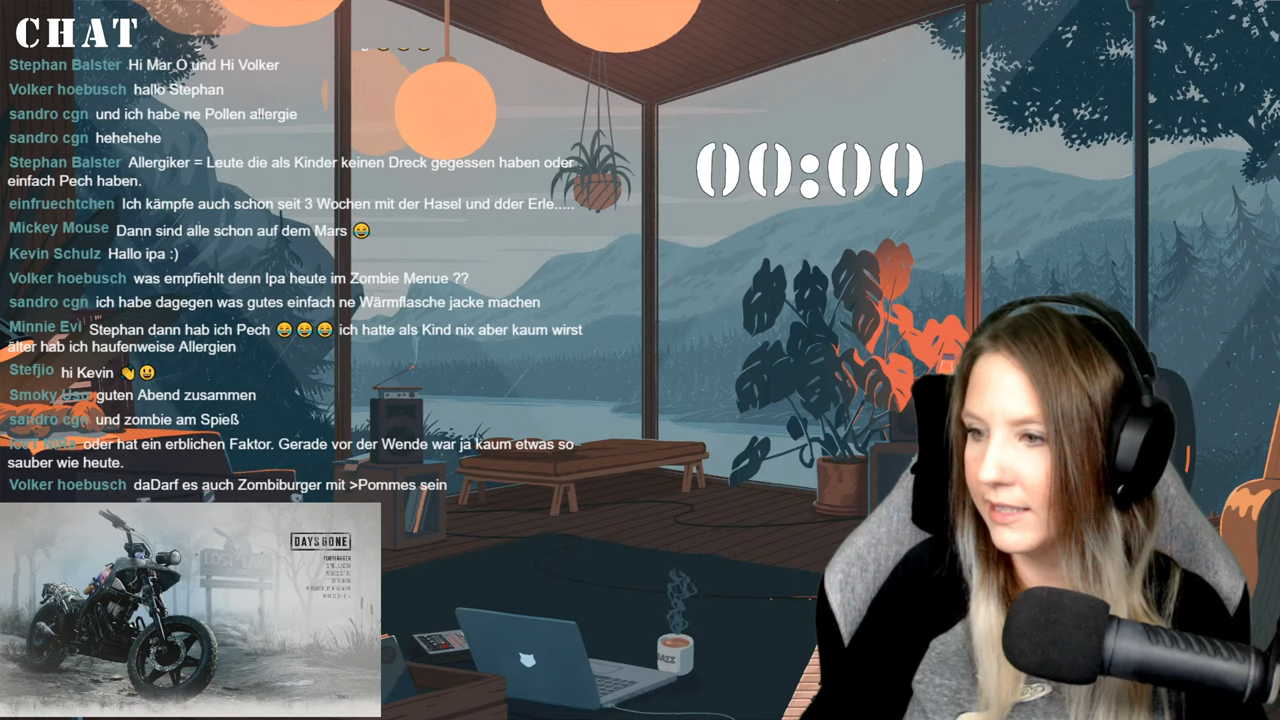 CHAT
Stephan Balster Hi Mar O und Hi Volker
Volker hoebusch hallo Stephan
sandro cgn und ich habe ne Pollen allergie
sandro cgn hehehehe
Stephan Balster Allergiker = Leute die als Kinder keinen Dreck gegessen haben oder
einfach Pech haben.
einfruechtchen Ich kämpfe auch schon seit 3 Wochen mit der Hasel und dder Erle.....
Mickey Mouse Dann sind alle schon auf dem Mars 😂
Kevin Schulz Hallo ipa :)
Volker hoebusch was empfiehlt denn Ipa heute im Zombie Menue ??
sandro cgn ich habe dagegen was gutes einfach ne Wärmflasche jacke machen
Minnie Evi Stephan dann hab ich Pech 😂😂😂 ich hatte als Kind nix aber kaum wirst
älter hab ich haufenweise Allergien
Stefjio hi Kevin 👋😃
Smoky guten Abend zusammen
sandro cgn und zombie am Spieß
oder hat ein erblichen Faktor. Gerade vor der Wende war ja kaum etwas so
sauber wie heute.
Volker hoebusch daDarf es auch Zombiburger mit >Pommes sein
00:00
DAYS GONE
LOST LAKE
FORTFAHREN
JAZZ